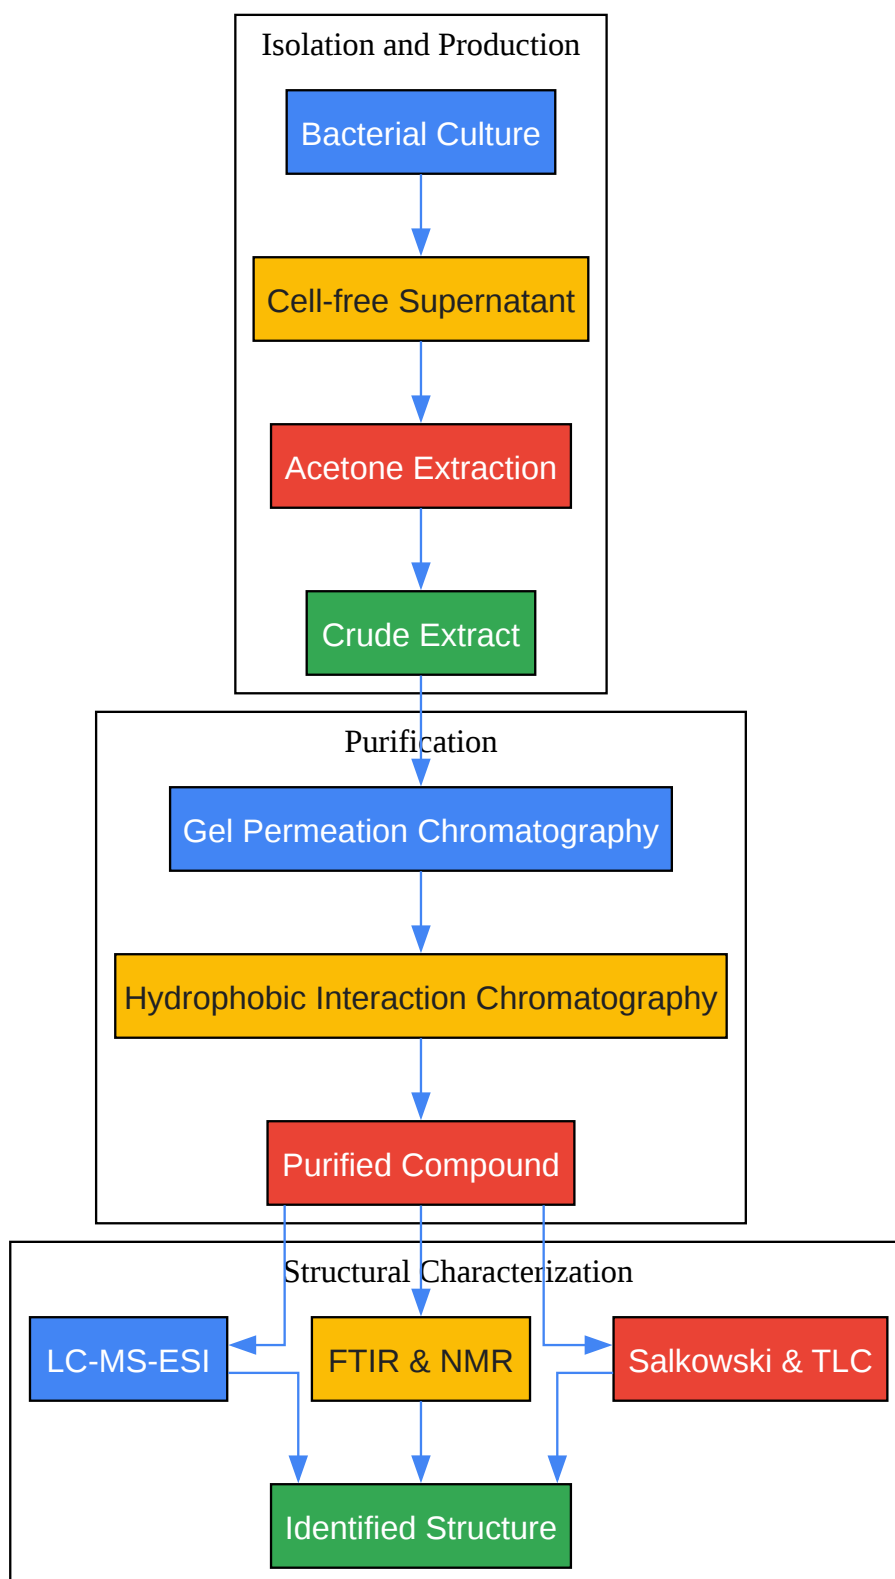 Isolation and Production
Bacterial Culture
Cell-free Supernatant
Acetone Extraction
Crude Extract
Purification
Gel Permeation Chromatography
Hydrophobic Interaction Chromatography
Purified Compound
Structural Characterization
LC-MS-ESI
FTIR & NMR
Salkowski & TLC
Identified Structure